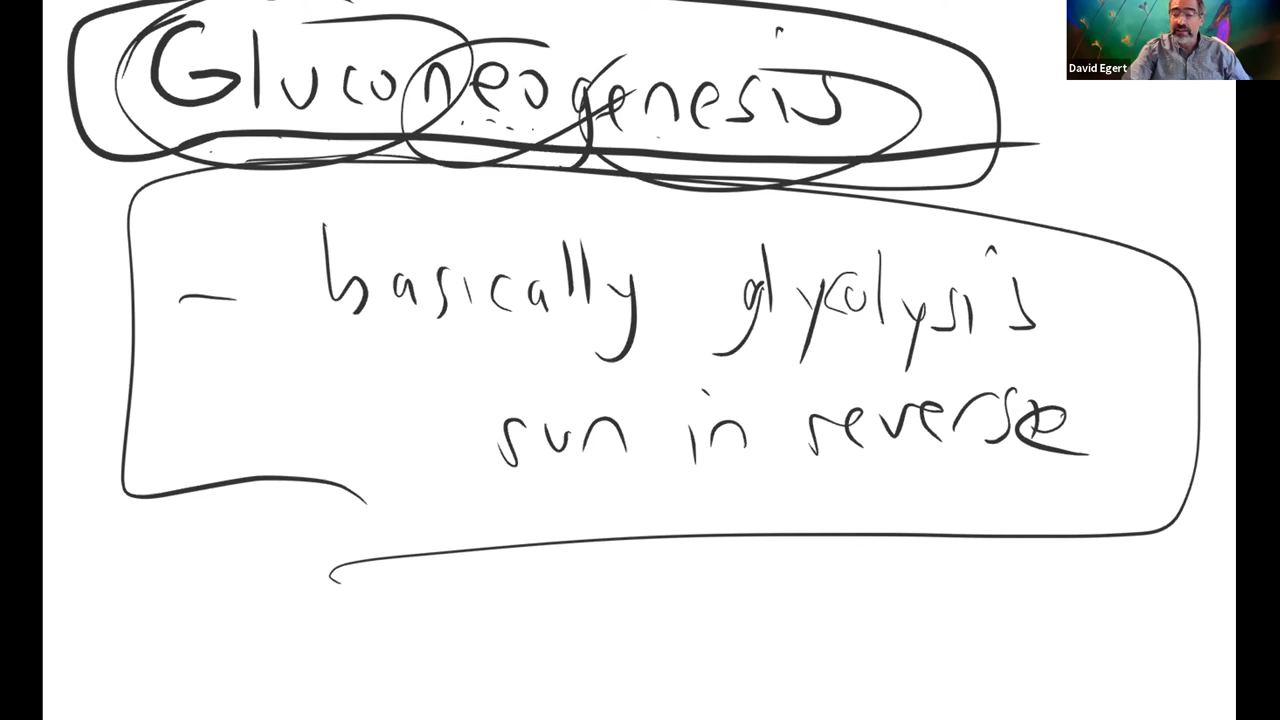 Gluconeogenesis
David Egert
- basically glycolysis
run in reverse